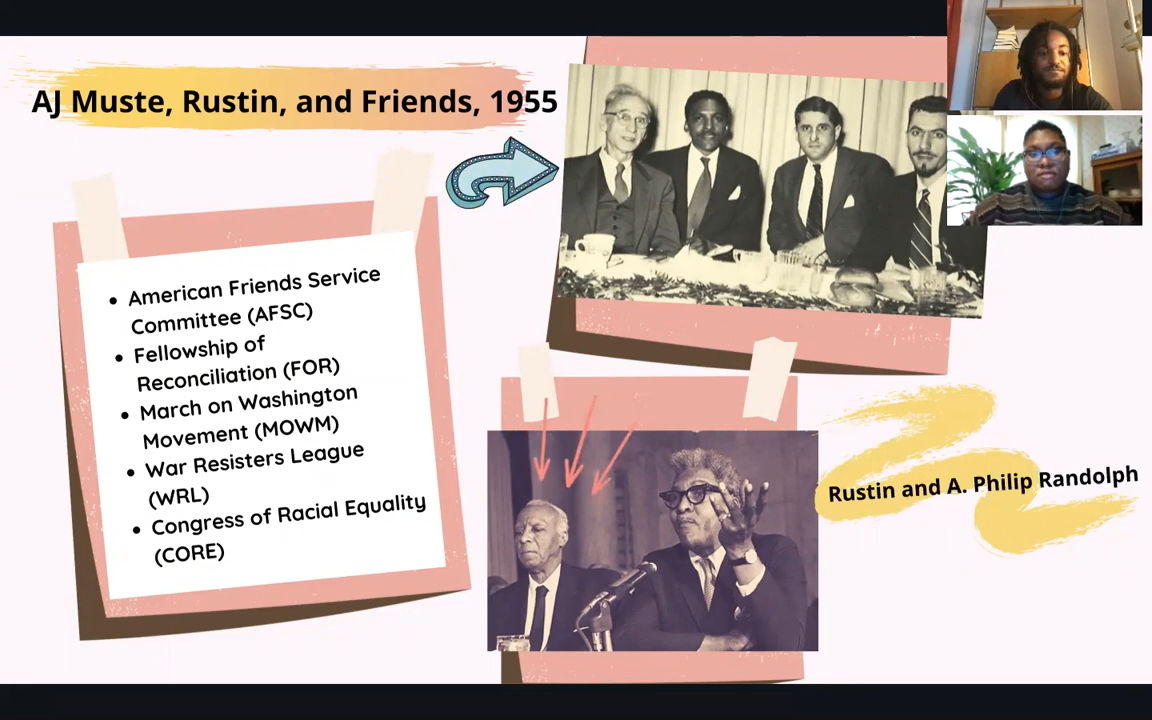 AJ Muste, Rustin, and Friends, 1955
American Friends Service
Committee (AFSC)
Fellowship of
Reconciliation (FOR)
March on Washington
Movement (MOWM)
War Resisters League
(WRL)
Congress of Racial Equality
(CORE)
Rustin and A. Philip Randolph